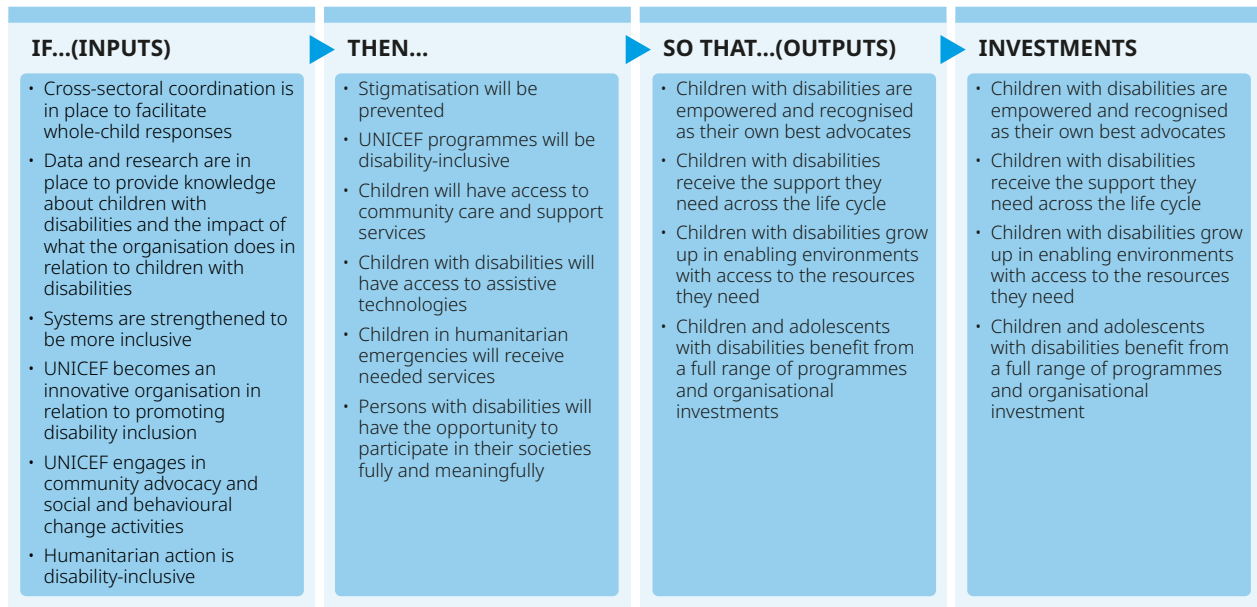 IF...(INPUTS)
• Cross-sectoral coordination is
in place to facilitate
whole-child responses
• Data and research are in
place to provide knowledge
about children with
disabilities and the impact of
what the organisation does in
relation to children with
disabilities
• Systems are strengthened to
be more inclusive
• UNICEF becomes an
innovative organisation in
relation to promoting
disability inclusion
• UNICEF engages in
community advocacy and
social and behavioural
change activities
• Humanitarian action is
disability-inclusive
THEN...
• Stigmatisation will be
prevented
• UNICEF programmes will be
disability-inclusive
• Children will have access to
community care and support
services
• Children with disabilities will
have access to assistive
technologies
• Children in humanitarian
emergencies will receive
needed services
• Persons with disabilities will
have the opportunity to
participate in their societies
fully and meaningfully
SO THAT...(OUTPUTS)
• Children with disabilities are
empowered and recognised
as their own best advocates
• Children with disabilities
receive the support they
need across the life cycle
• Children with disabilities grow
up in enabling environments
with access to the resources
they need
• Children and adolescents
with disabilities benefit from
a full range of programmes
and organisational
investments
INVESTMENTS
• Children with disabilities are
empowered and recognised
as their own best advocates
• Children with disabilities
receive the support they
need across the life cycle
• Children with disabilities grow
up in enabling environments
with access to the resources
they need
• Children and adolescents
with disabilities benefit from
a full range of programmes
and organisational
investment